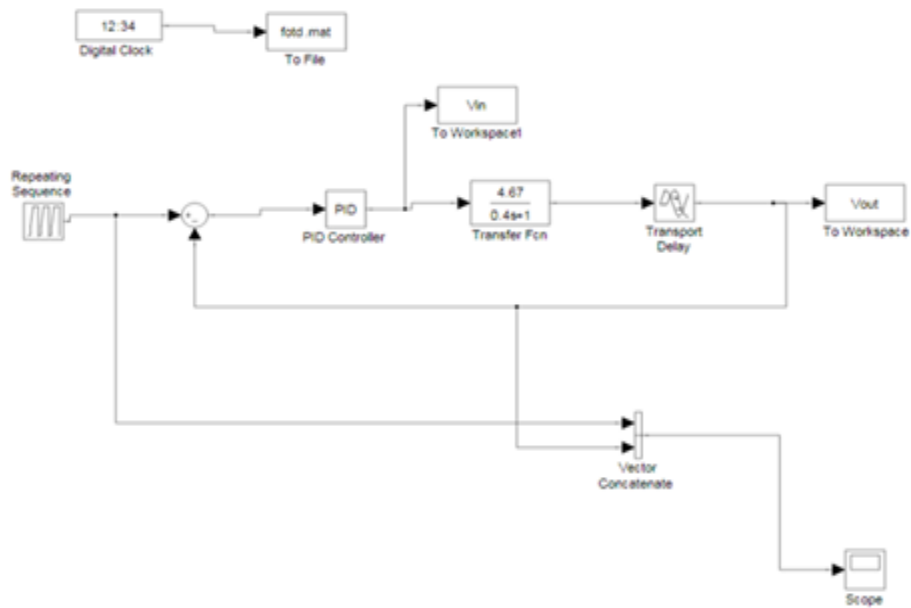 12:34
Digital Clock
fotd.mat
To File
Vin
To Workspace1
Repeating
Sequence
+
-
PID
PID Controller
4.67
0.4s+1
Transfer Fcn
Transport
Delay
Vout
To Workspace
Vector
Concatenate
Scope